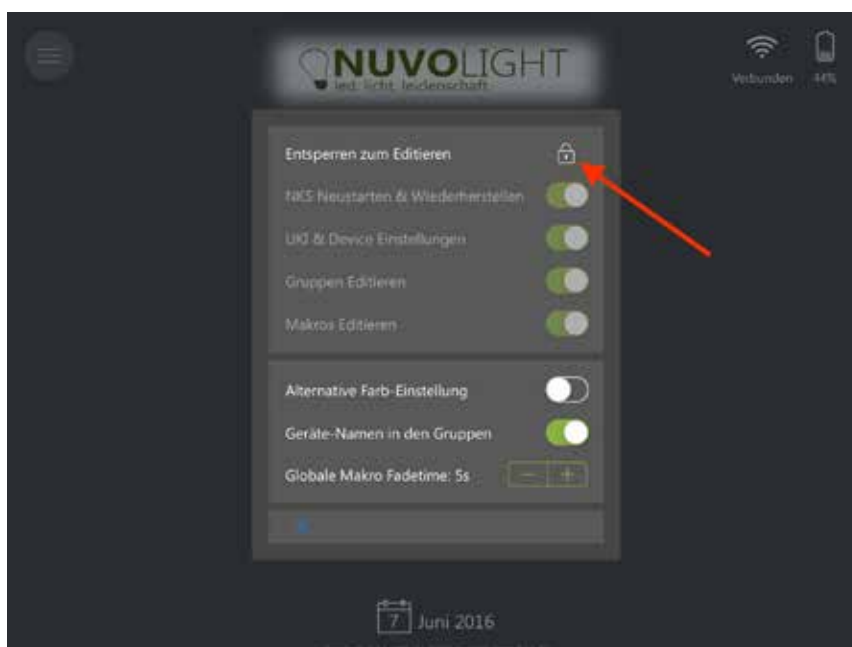 NUVOLIGHT
led. licht. leidenschaft.
Verbunden 44%
Entsperren zum Editieren
NKS Neustarten & Wiederherstellen
UKI & Device Einstellungen
Gruppen Editieren
Makros Editieren
Alternative Farb-Einstellung
Geräte-Namen in den Gruppen
Globale Makro Fadetime: 5s
7 Juni 2016